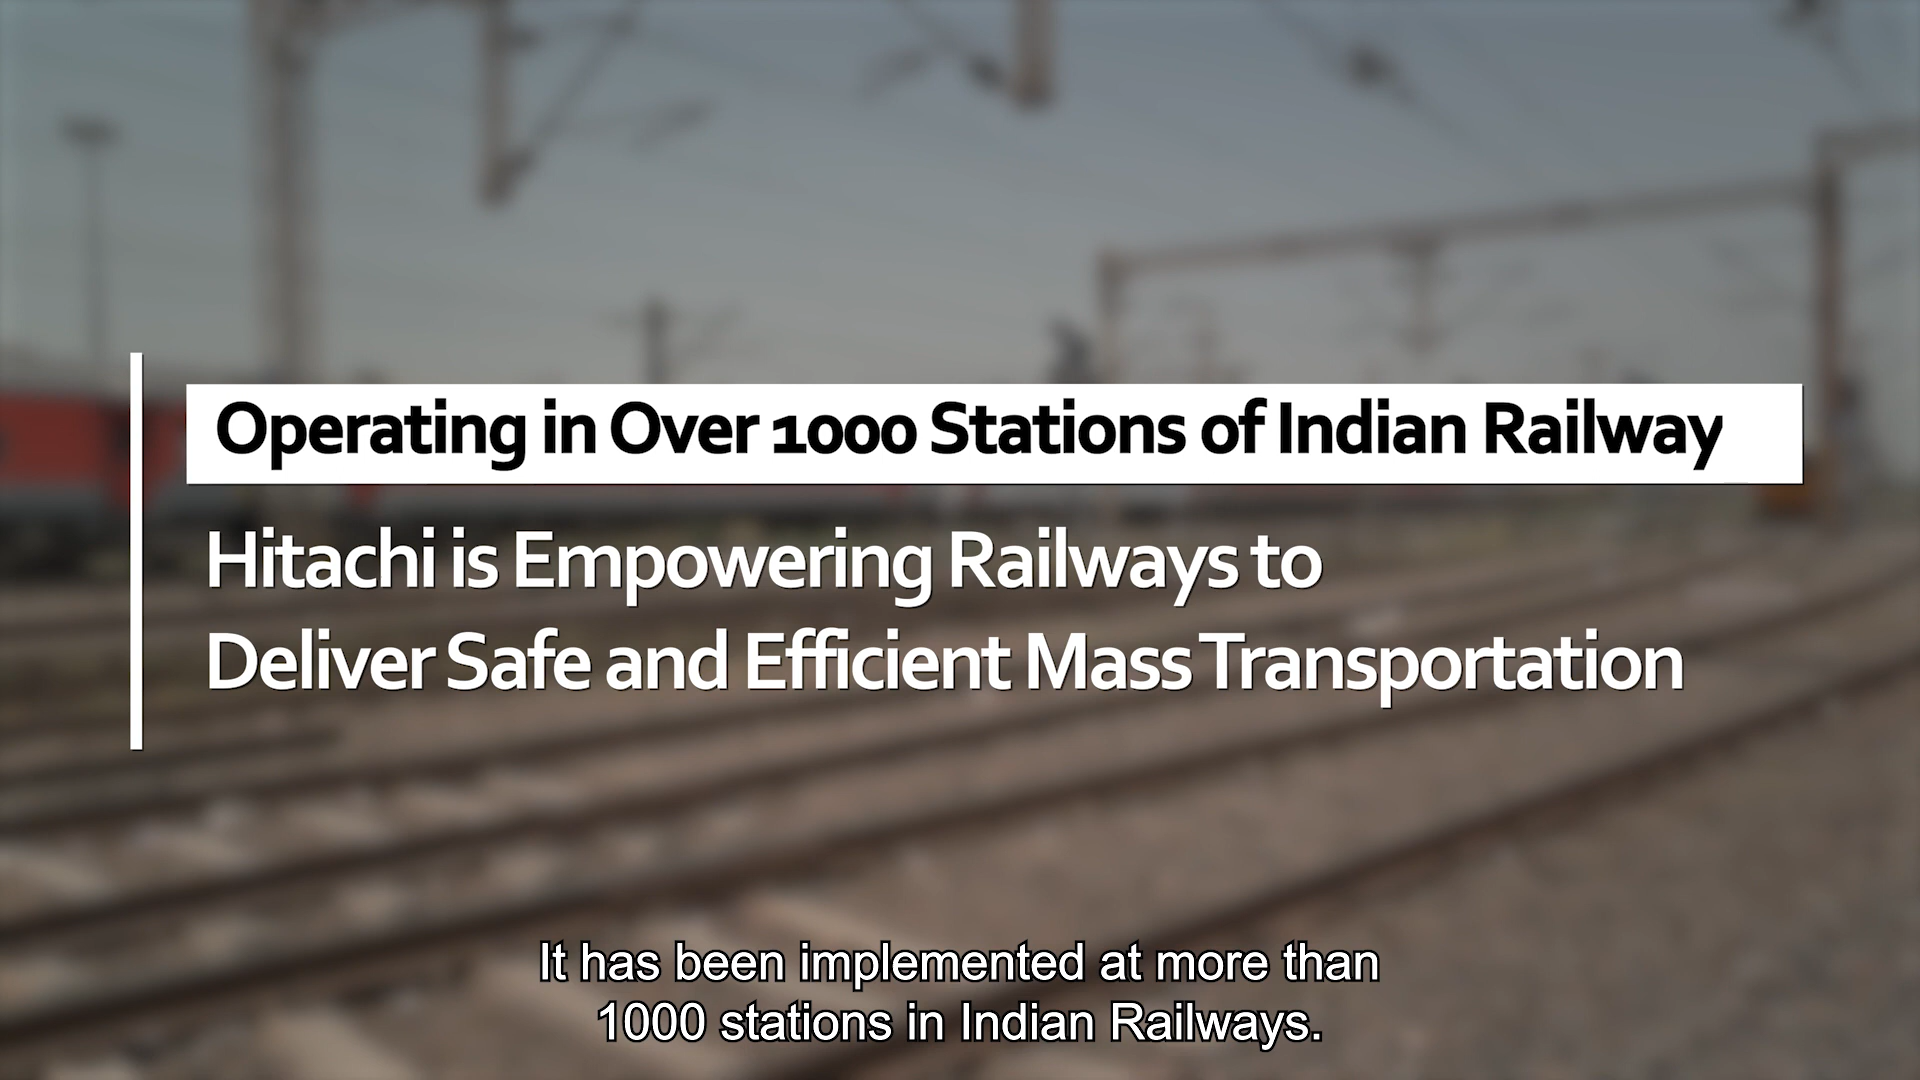 Operating in Over 1000 Stations of Indian Railway
Hitachi is Empowering Railways to
Deliver Safe and Efficient Mass Transportation
It has been implemented at more than
1000 stations in Indian Railways.